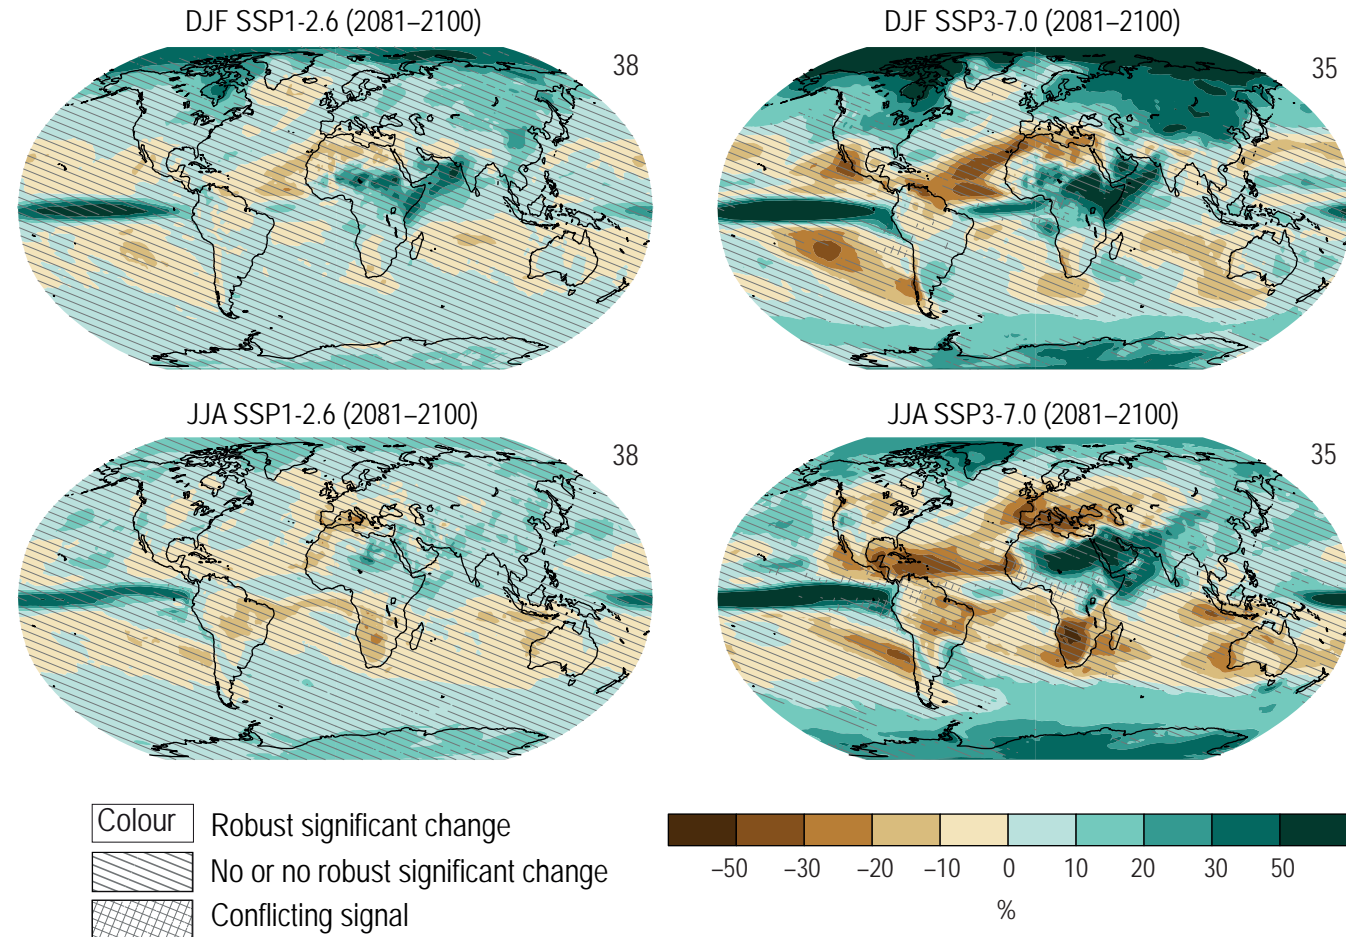 DJF SSP1-2.6 (2081–2100)
38
DJF SSP3-7.0 (2081–2100)
35
JJA SSP1-2.6 (2081–2100)
38
JJA SSP3-7.0 (2081–2100)
35
Colour
Robust significant change
No or no robust significant change
Conflicting signal
–50 –30 –20 –10 0 10 20 30 50
%